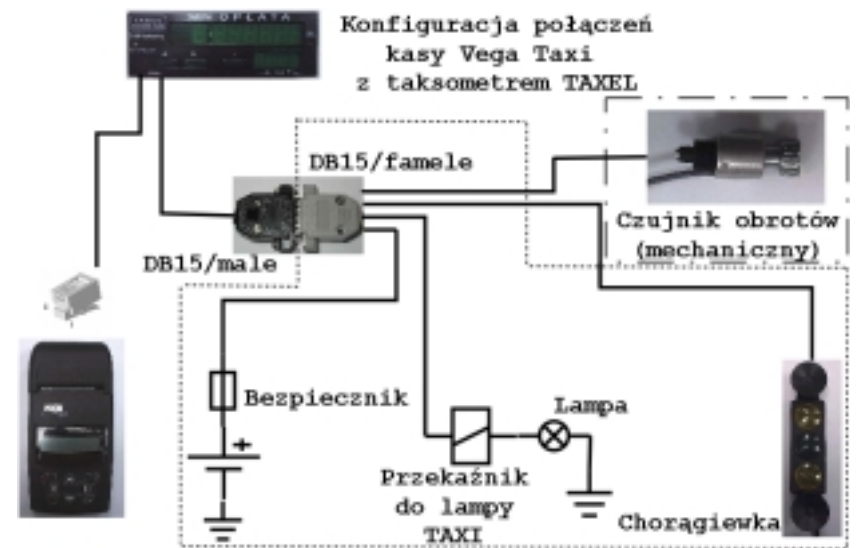 OPŁATA
Konfiguracja połączeń
kasy Vega Taxi
z taksometrem TAXEL
DB15/famele
Czujnik obrotów
(mechaniczny)
DB15/male
Bezpiecznik
+
Lampa
Przekaźnik
do lampy
TAXI
Chorągiewka